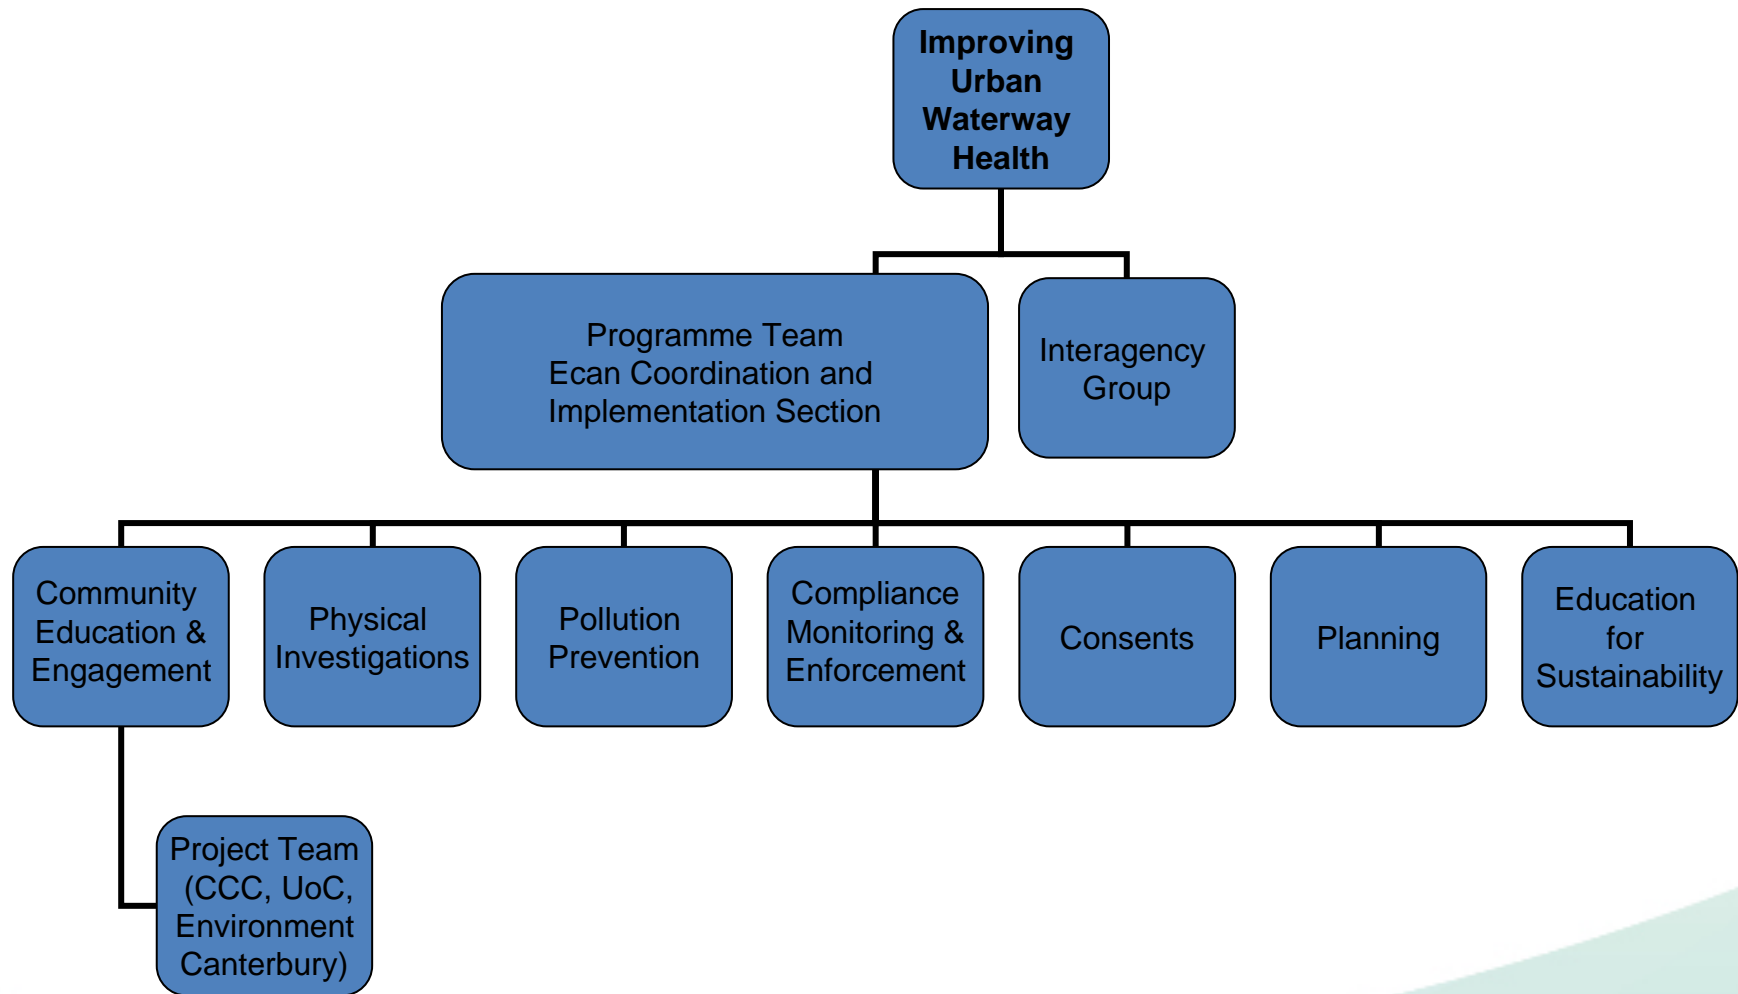 Improving
Urban
Waterway
Health
Programme Team
Ecan Coordination and
Implementation Section
Interagency
Group
Community
Education &
Engagement
Physical
Investigations
Pollution
Prevention
Compliance
Monitoring &
Enforcement
Consents
Planning
Education
for
Sustainability
Project Team
(CCC, UoC,
Environment
Canterbury)